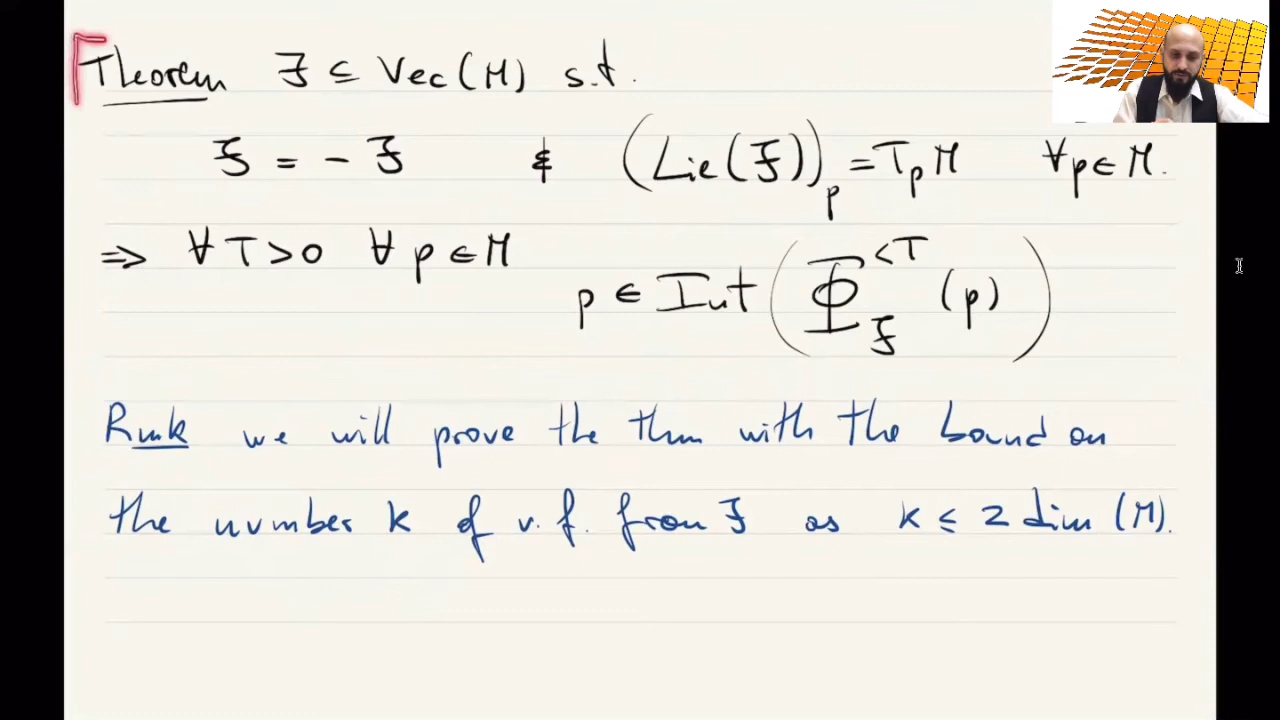 Theorem ℱ ⊆ Vec(M) s.t.
ℱ = - ℱ & (Lie(ℱ))_p = T_p M ∀p∈M.
⇒ ∀ T > 0 ∀ p ∈ M
p ∈ Int ( Φ_ℱ^{<T} (p) )
Rmk we will prove the thm with the bound on
the number k of v.f. from ℱ as k ≤ 2 dim (M).